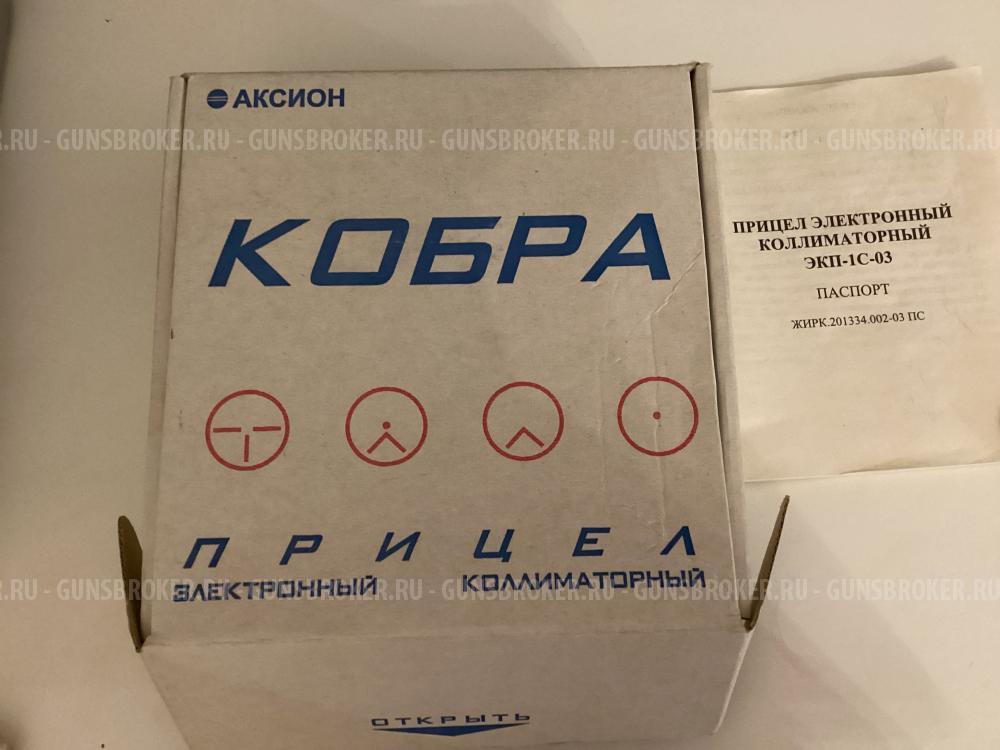 АКСИОН
КОБРА
ПРИЦЕЛ
ЭЛЕКТРОННЫЙ КОЛЛИМАТОРНЫЙ
ОТКРЫТЬ
ПРИЦЕЛ ЭЛЕКТРОННЫЙ
КОЛЛИМАТОРНЫЙ
ЭКП-1С-03
ПАСПОРТ
ЖИРК.201334.002-03 ПС
.RU - GUNSBROKER.RU - GUNSBROKER.RU - GUNSBROKER.RU - GUNSBROKER.RU - GUNSBROKER.RU
.RU - GUNSBROKER.RU - GUNSBROKER.RU - GUNSBROKER.RU - GUNSBROKER.RU - GUNSBROKER.RU